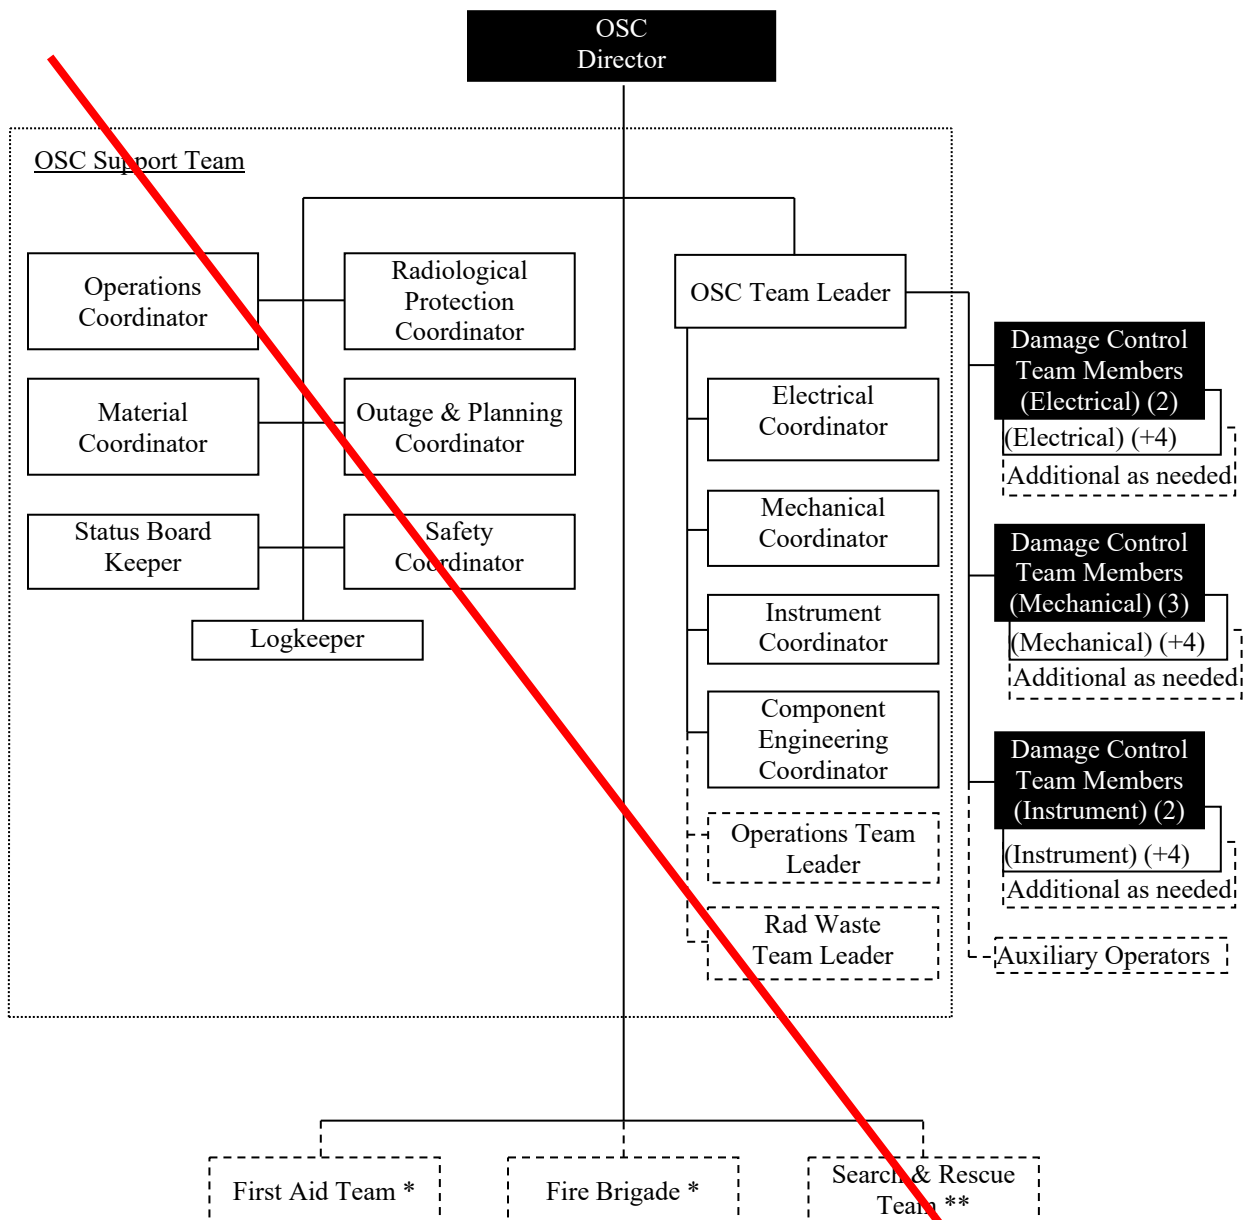 OSC
Director
OSC Support Team
Operations
Coordinator
Radiological
Protection
Coordinator
Material
Coordinator
Outage & Planning
Coordinator
Status Board
Keeper
Safety
Coordinator
Logkeeper
OSC Team Leader
Electrical
Coordinator
Mechanical
Coordinator
Instrument
Coordinator
Component
Engineering
Coordinator
Operations Team
Leader
Rad Waste
Team Leader
Damage Control
Team Members
(Electrical) (2)
(Electrical) (+4)
Additional as needed
Damage Control
Team Members
(Mechanical) (3)
(Mechanical) (+4)
Additional as needed
Damage Control
Team Members
(Instrument) (2)
(Instrument) (+4)
Additional as needed
Auxiliary Operators
First Aid Team *
Fire Brigade *
Search & Rescue
Team **